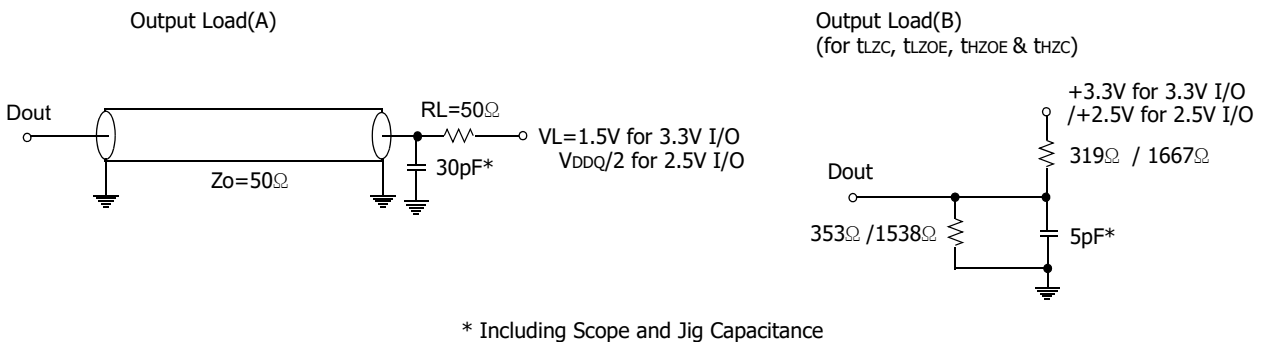 Output Load(A)
Dout
Zo=50Ω
RL=50Ω
30pF*
VL=1.5V for 3.3V I/O
VDDQ/2 for 2.5V I/O
Output Load(B)
(for tLZC, tLZOE, tHZOE & tHZC)
+3.3V for 3.3V I/O
/+2.5V for 2.5V I/O
319Ω / 1667Ω
Dout
353Ω /1538Ω
5pF*
* Including Scope and Jig Capacitance